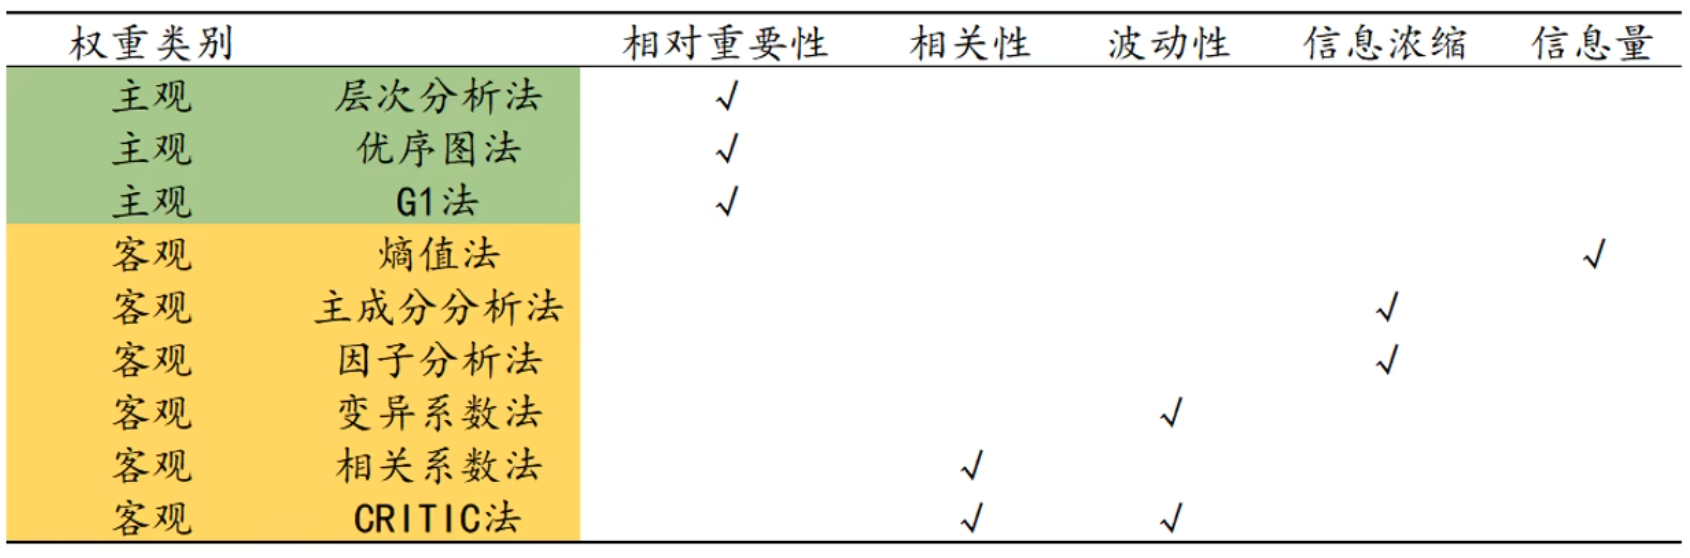 权重类别 相对重要性 相关性 波动性 信息浓缩 信息量
主观 层次分析法 √
主观 优序图法 √
主观 G1法 √
客观 熵值法 √
客观 主成分分析法 √
客观 因子分析法 √
客观 变异系数法 √
客观 相关系数法 √
客观 CRITIC法 √ √